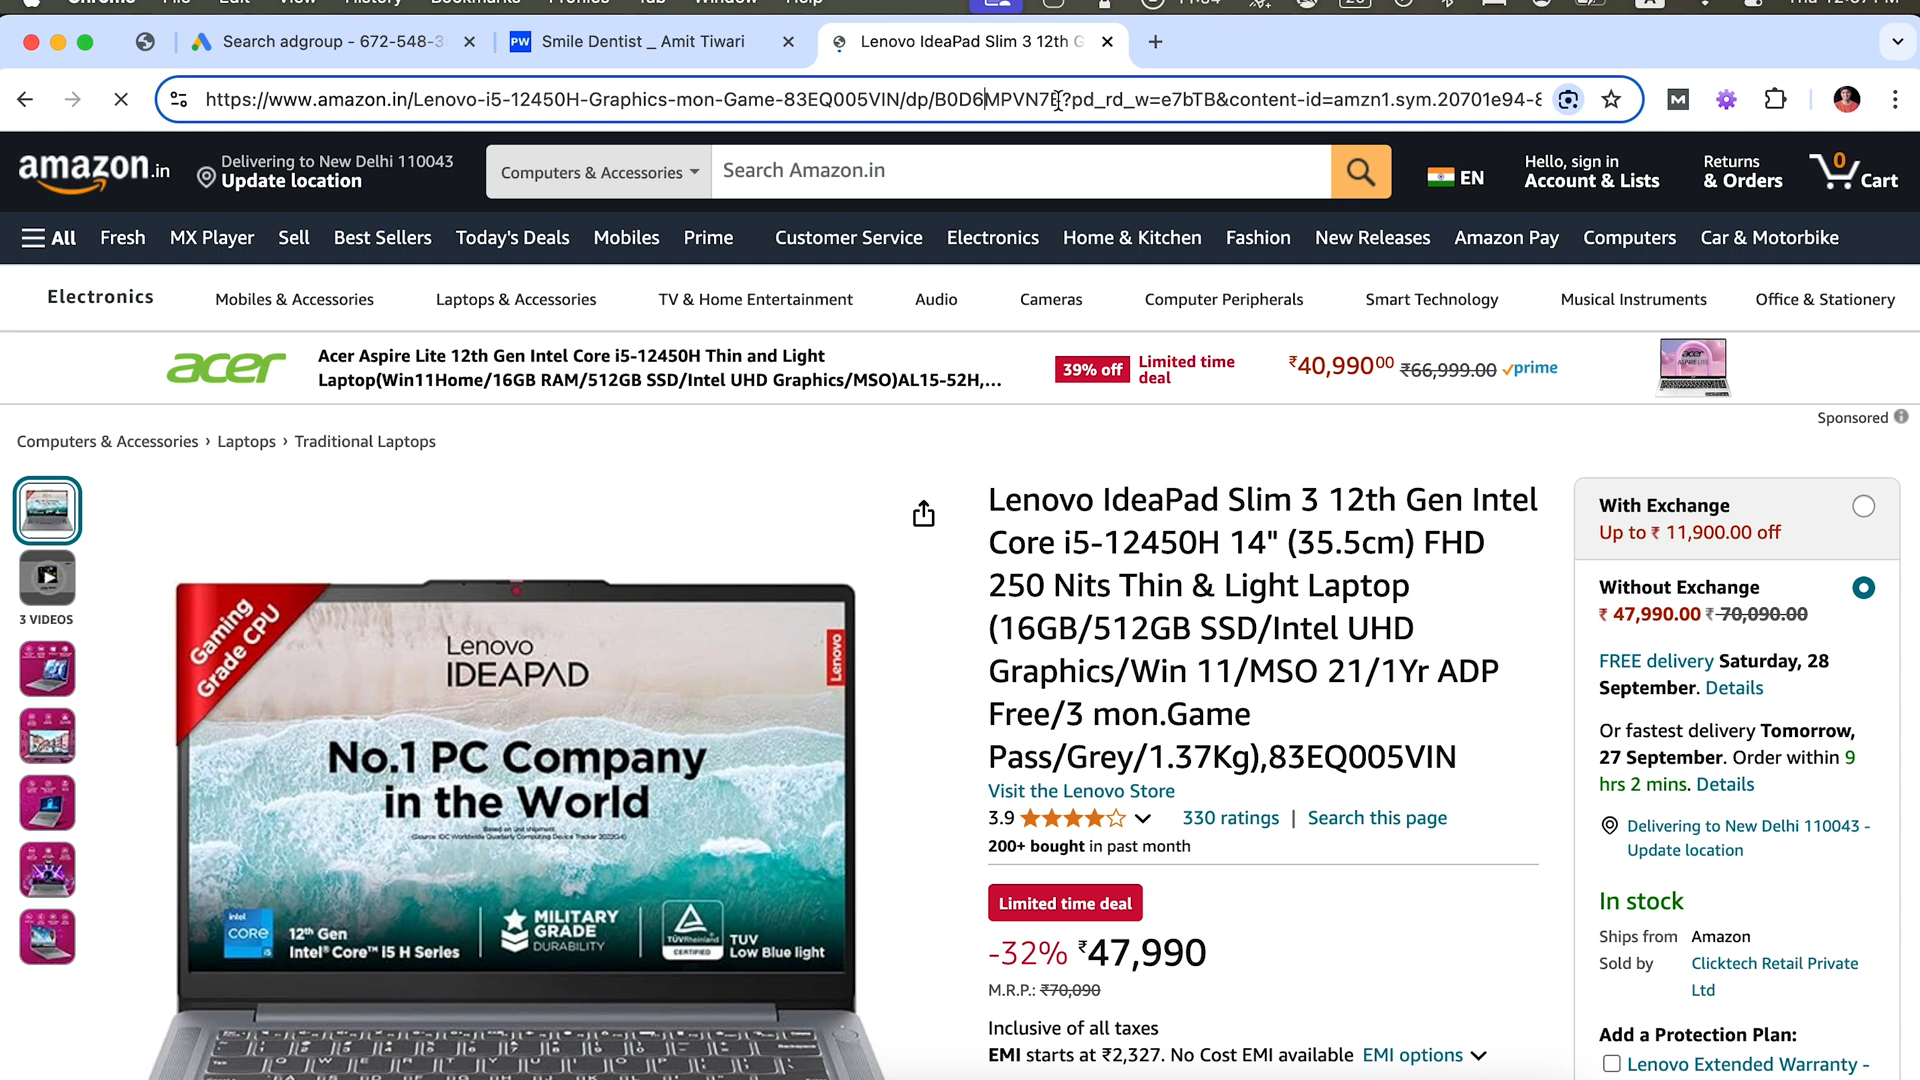 Search adgroup - 672-548-3
PW Smile Dentist _ Amit Tiwari
Lenovo IdeaPad Slim 3 12th G
https://www.amazon.in/Lenovo-i5-12450H-Graphics-mon-Game-83EQ005VIN/dp/B0D6MPVN7E?pd_rd_w=e7bTB&content-id=amzn1.sym.20701e94-8
M
amazon.in
Delivering to New Delhi 110043
Update location
Computers & Accessories
Search Amazon.in
EN
Hello, sign in
Account & Lists
Returns
& Orders
0
Cart
All Fresh MX Player Sell Best Sellers Today's Deals Mobiles Prime Customer Service Electronics Home & Kitchen Fashion New Releases Amazon Pay Computers Car & Motorbike
Electronics Mobiles & Accessories Laptops & Accessories TV & Home Entertainment Audio Cameras Computer Peripherals Smart Technology Musical Instruments Office & Stationery
acer
Acer Aspire Lite 12th Gen Intel Core i5-12450H Thin and Light
Laptop(Win11Home/16GB RAM/512GB SSD/Intel UHD Graphics/MSO)AL15-52H,...
39% off
Limited time
deal
₹40,990.00 ₹66,999.00 prime
Sponsored
Computers & Accessories › Laptops › Traditional Laptops
3 VIDEOS
Gaming
Grade CPU
Lenovo
IDEAPAD
Lenovo
No.1 PC Company
in the World
intel
CORE
i5
12th Gen
Intel® Core™ i5 H Series
MILITARY
GRADE
DURABILITY
TÜVRheinland
CERTIFIED
TUV
Low Blue light
Lenovo IdeaPad Slim 3 12th Gen Intel
Core i5-12450H 14" (35.5cm) FHD
250 Nits Thin & Light Laptop
(16GB/512GB SSD/Intel UHD
Graphics/Win 11/MSO 21/1Yr ADP
Free/3 mon.Game
Pass/Grey/1.37Kg),83EQ005VIN
Visit the Lenovo Store
3.9 330 ratings | Search this page
200+ bought in past month
Limited time deal
-32% ₹47,990
M.R.P.: ₹70,090
Inclusive of all taxes
EMI starts at ₹2,327. No Cost EMI available EMI options
With Exchange
Up to ₹ 11,900.00 off
Without Exchange
₹ 47,990.00 ₹ 70,090.00
FREE delivery Saturday, 28
September. Details
Or fastest delivery Tomorrow,
27 September. Order within 9
hrs 2 mins. Details
Delivering to New Delhi 110043 -
Update location
In stock
Ships from Amazon
Sold by Clicktech Retail Private
Ltd
Add a Protection Plan:
Lenovo Extended Warranty -